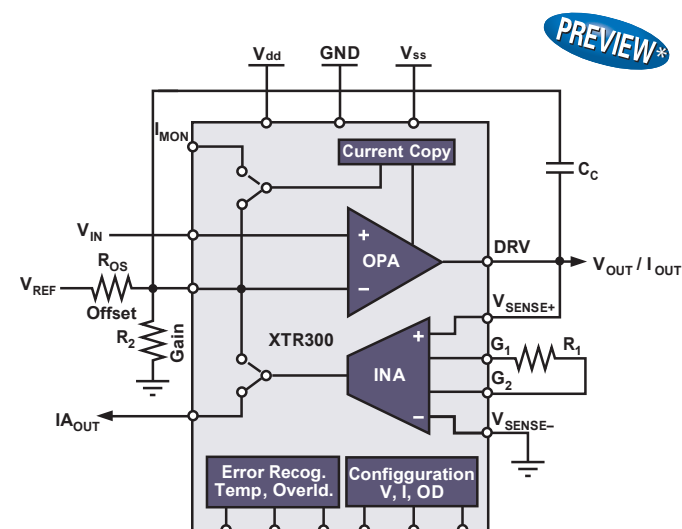 PREVIEW*
Vdd GND Vss
IMON
Current Copy
CC
VIN
+
OPA
–
DRV
VOUT / I OUT
ROS
VREF
Offset
R2
Gain
XTR300
VSENSE+
+
INA
–
G1
R1
G2
VSENSE–
IAOUT
Error Recog.
Temp, Overld.
Configguration
V, I, OD